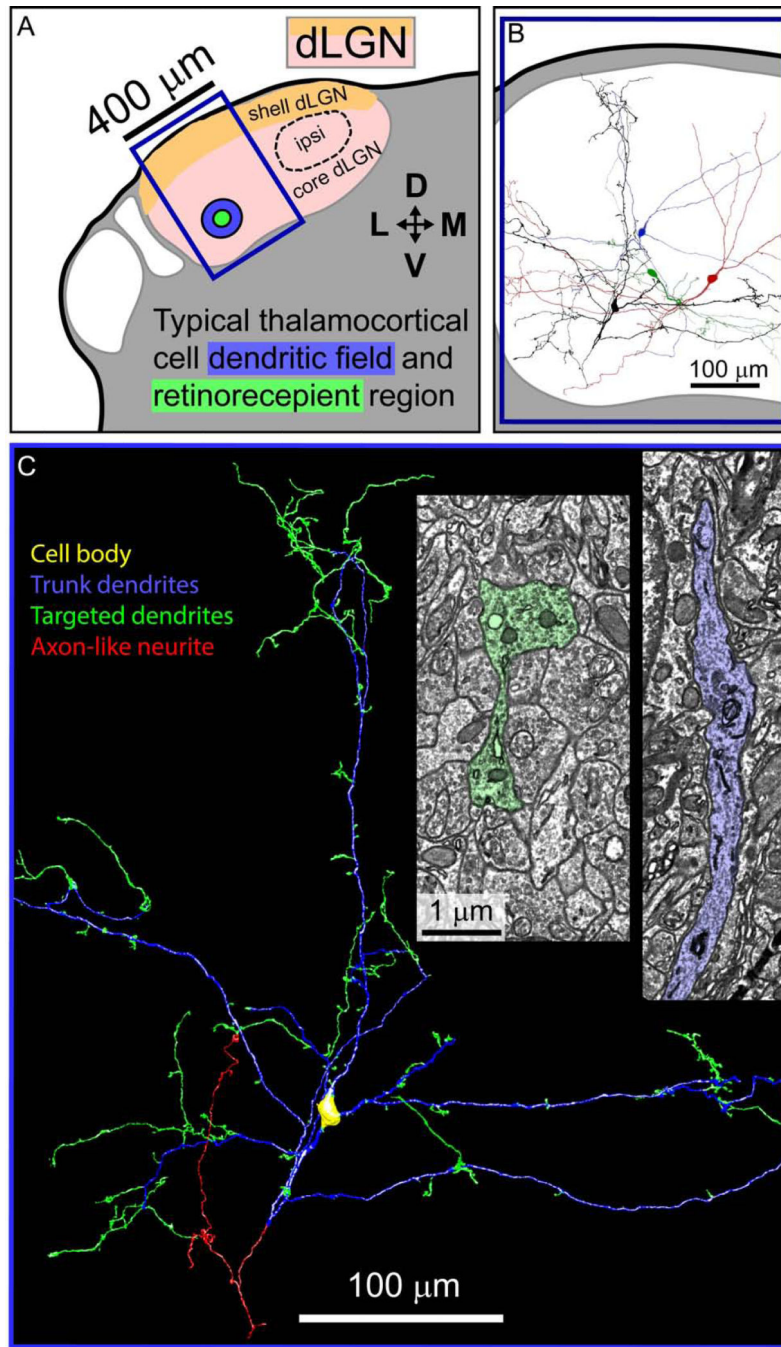 A
dLGN
400 μm
shell dLGN
ipsi
core dLGN
D
L M
V
Typical thalamocortical
cell dendritic field and
retinorecepient region
B
100 μm
C
Cell body
Trunk dendrites
Targeted dendrites
Axon-like neurite
1 μm
100 μm